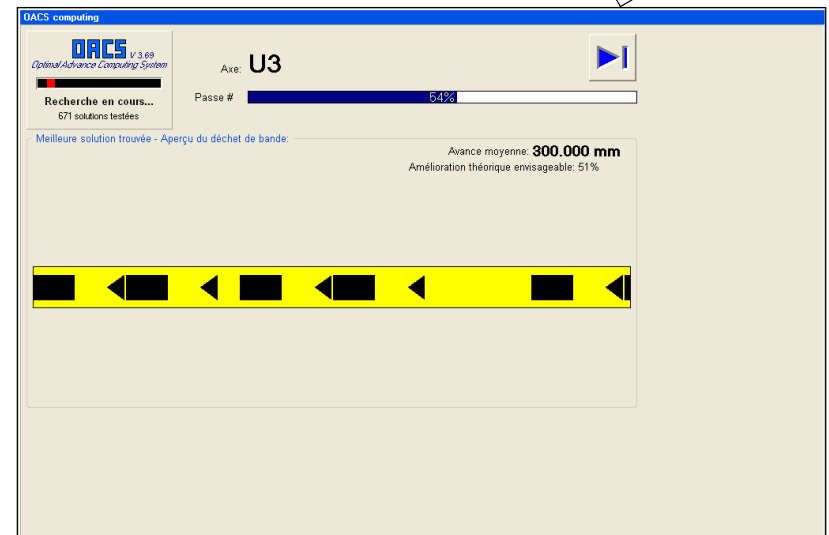 OACS computing
OACS V 3.69
Optimal Advance Computing System
Recherche en cours...
671 solutions testées
Axe: U3
Passe #
54%
Meilleure solution trouvée - Aperçu du déchet de bande:
Avance moyenne: 300.000 mm
Amélioration théorique envisageable: 51%